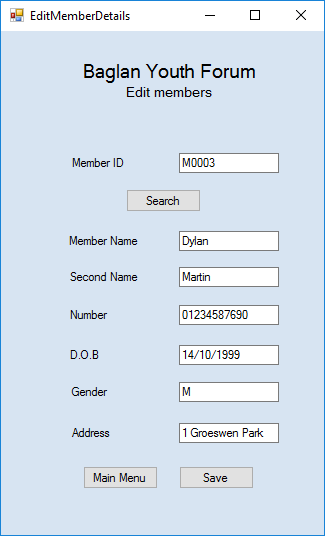 EditMemberDetails
Baglan Youth Forum
Edit members
Member ID M0003
Search
Member Name Dylan
Second Name Martin
Number 01234587690
D.O.B 14/10/1999
Gender M
Address 1 Groeswen Park
Main Menu Save